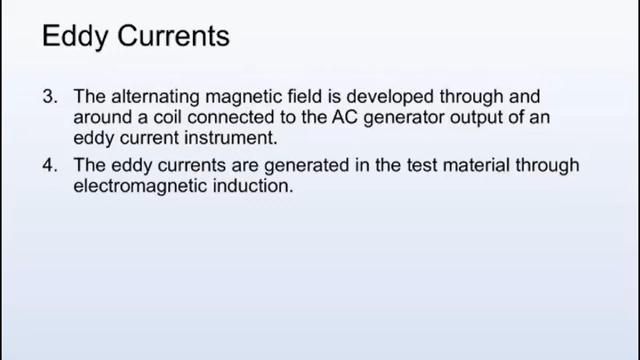 Eddy Currents
3. The alternating magnetic field is developed through and
around a coil connected to the AC generator output of an
eddy current instrument.
4. The eddy currents are generated in the test material through
electromagnetic induction.